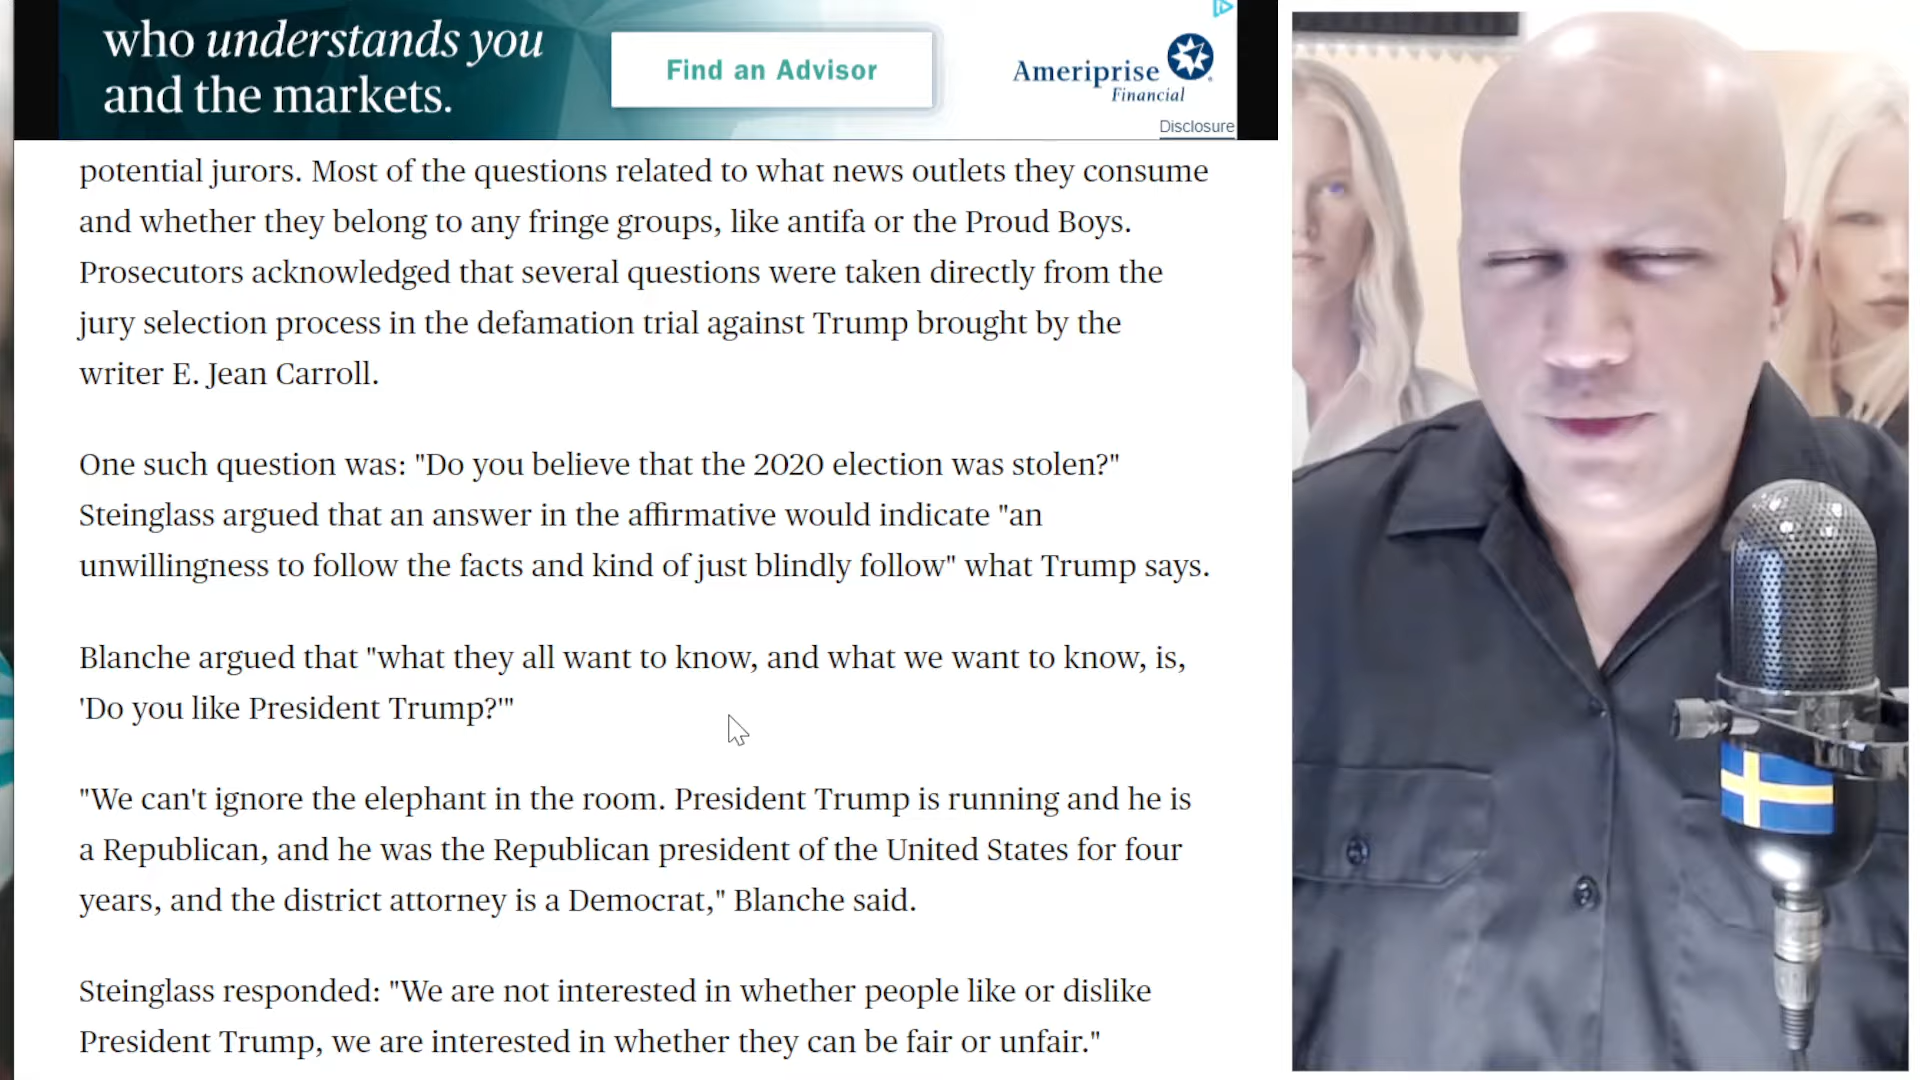 who understands you
and the markets.
Find an Advisor
Ameriprise
Financial
Disclosure
potential jurors. Most of the questions related to what news outlets they consume
and whether they belong to any fringe groups, like antifa or the Proud Boys.
Prosecutors acknowledged that several questions were taken directly from the
jury selection process in the defamation trial against Trump brought by the
writer E. Jean Carroll.
One such question was: "Do you believe that the 2020 election was stolen?"
Steinglass argued that an answer in the affirmative would indicate "an
unwillingness to follow the facts and kind of just blindly follow" what Trump says.
Blanche argued that "what they all want to know, and what we want to know, is,
'Do you like President Trump?'"
"We can't ignore the elephant in the room. President Trump is running and he is
a Republican, and he was the Republican president of the United States for four
years, and the district attorney is a Democrat," Blanche said.
Steinglass responded: "We are not interested in whether people like or dislike
President Trump, we are interested in whether they can be fair or unfair."